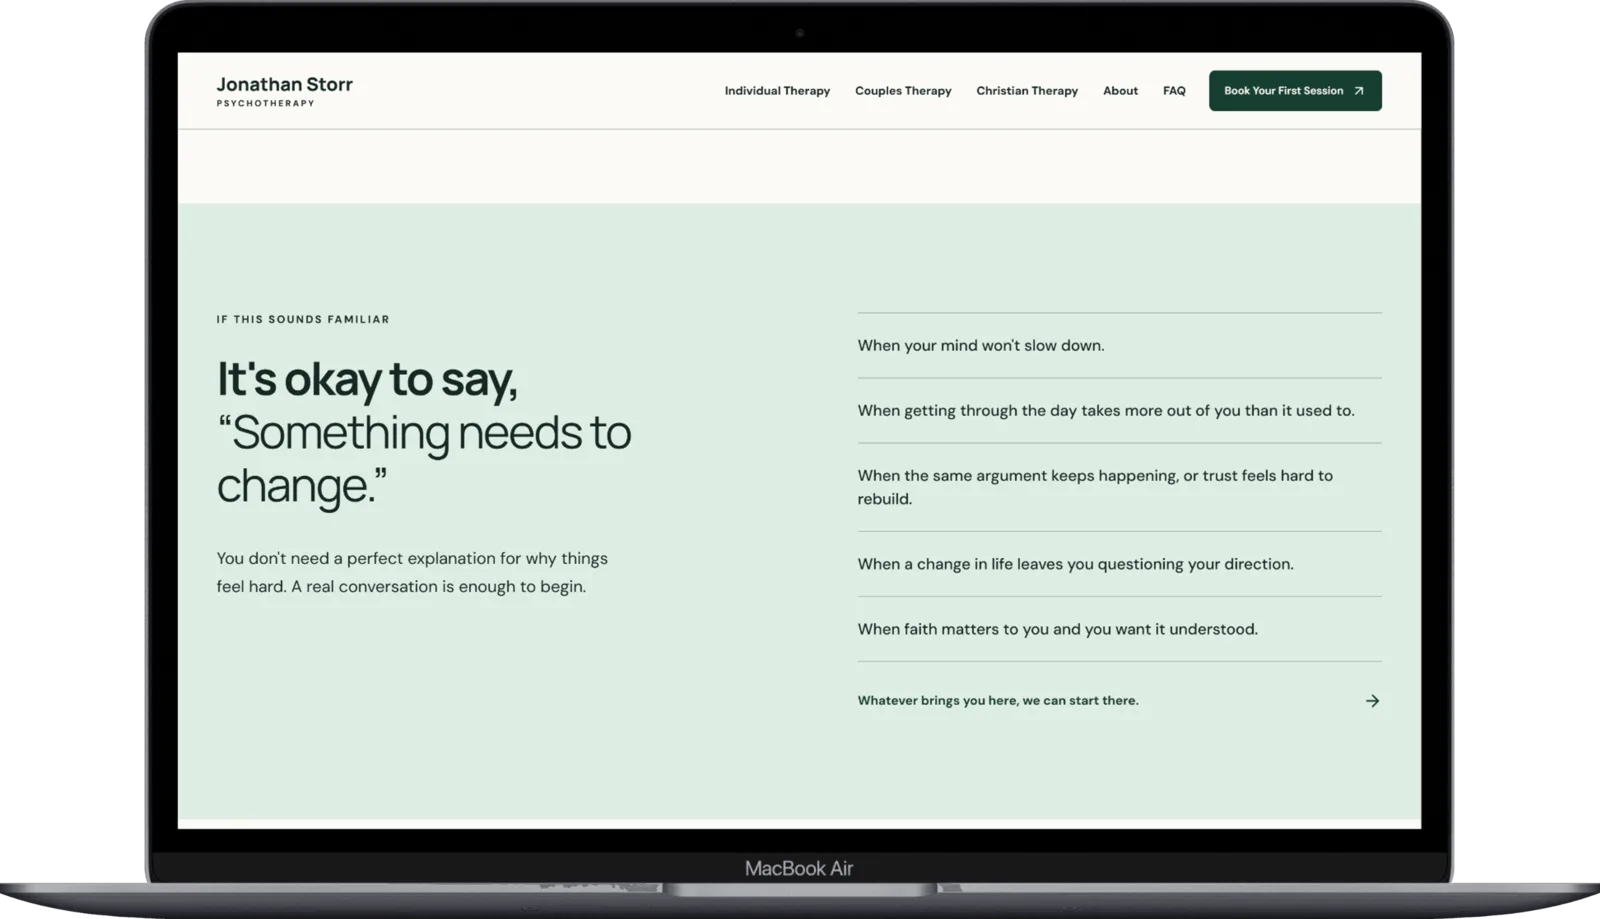 Jonathan Storr
PSYCHOTHERAPY
Individual Therapy
Couples Therapy
Christian Therapy
About
FAQ
Book Your First Session
IF THIS SOUNDS FAMILIAR
It's okay to say,
“Something needs to
change.”
You don't need a perfect explanation for why things
feel hard. A real conversation is enough to begin.
When your mind won't slow down.
When getting through the day takes more out of you than it used to.
When the same argument keeps happening, or trust feels hard to
rebuild.
When a change in life leaves you questioning your direction.
When faith matters to you and you want it understood.
Whatever brings you here, we can start there.
MacBook Air